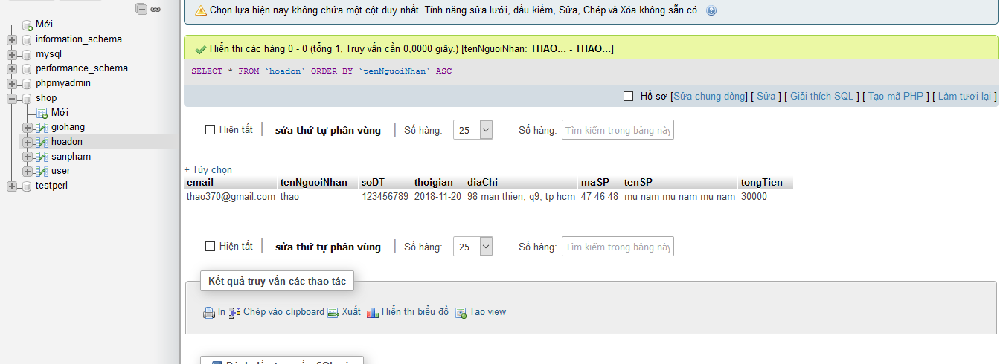 Chọn lựa hiện nay không chứa một cột duy nhất. Tính năng sửa lưới, dấu kiểm, Sửa, Chép và Xóa không sẵn có.
Mới
information_schema
mysql
performance_schema
phpmyadmin
shop
Mới
giohang
hoadon
sanpham
user
testperl
Hiển thị các hàng 0 - 0 (tổng 1, Truy vấn cần 0,0000 giây.) [tenNguoiNhan: THAO... - THAO...]
SELECT * FROM `hoadon` ORDER BY `tenNguoiNhan` ASC
Hồ sơ [Sửa chung dòng] [ Sửa ] [ Giải thích SQL ] [ Tạo mã PHP ] [ Làm tươi lại ]
Hiện tất sửa thứ tự phân vùng Số hàng: 25 Số hàng: Tìm kiếm trong bảng này
+ Tùy chọn
email tenNguoiNhan soDT thoigian diaChi maSP tenSP tongTien
thao370@gmail.com thao 123456789 2018-11-20 98 man thien, q9, tp hcm 47 46 48 mu nam mu nam mu nam 30000
Hiện tất sửa thứ tự phân vùng Số hàng: 25 Số hàng: Tìm kiếm trong bảng này
Kết quả truy vấn các thao tác
In Chép vào clipboard Xuất Hiển thị biểu đồ Tạo view